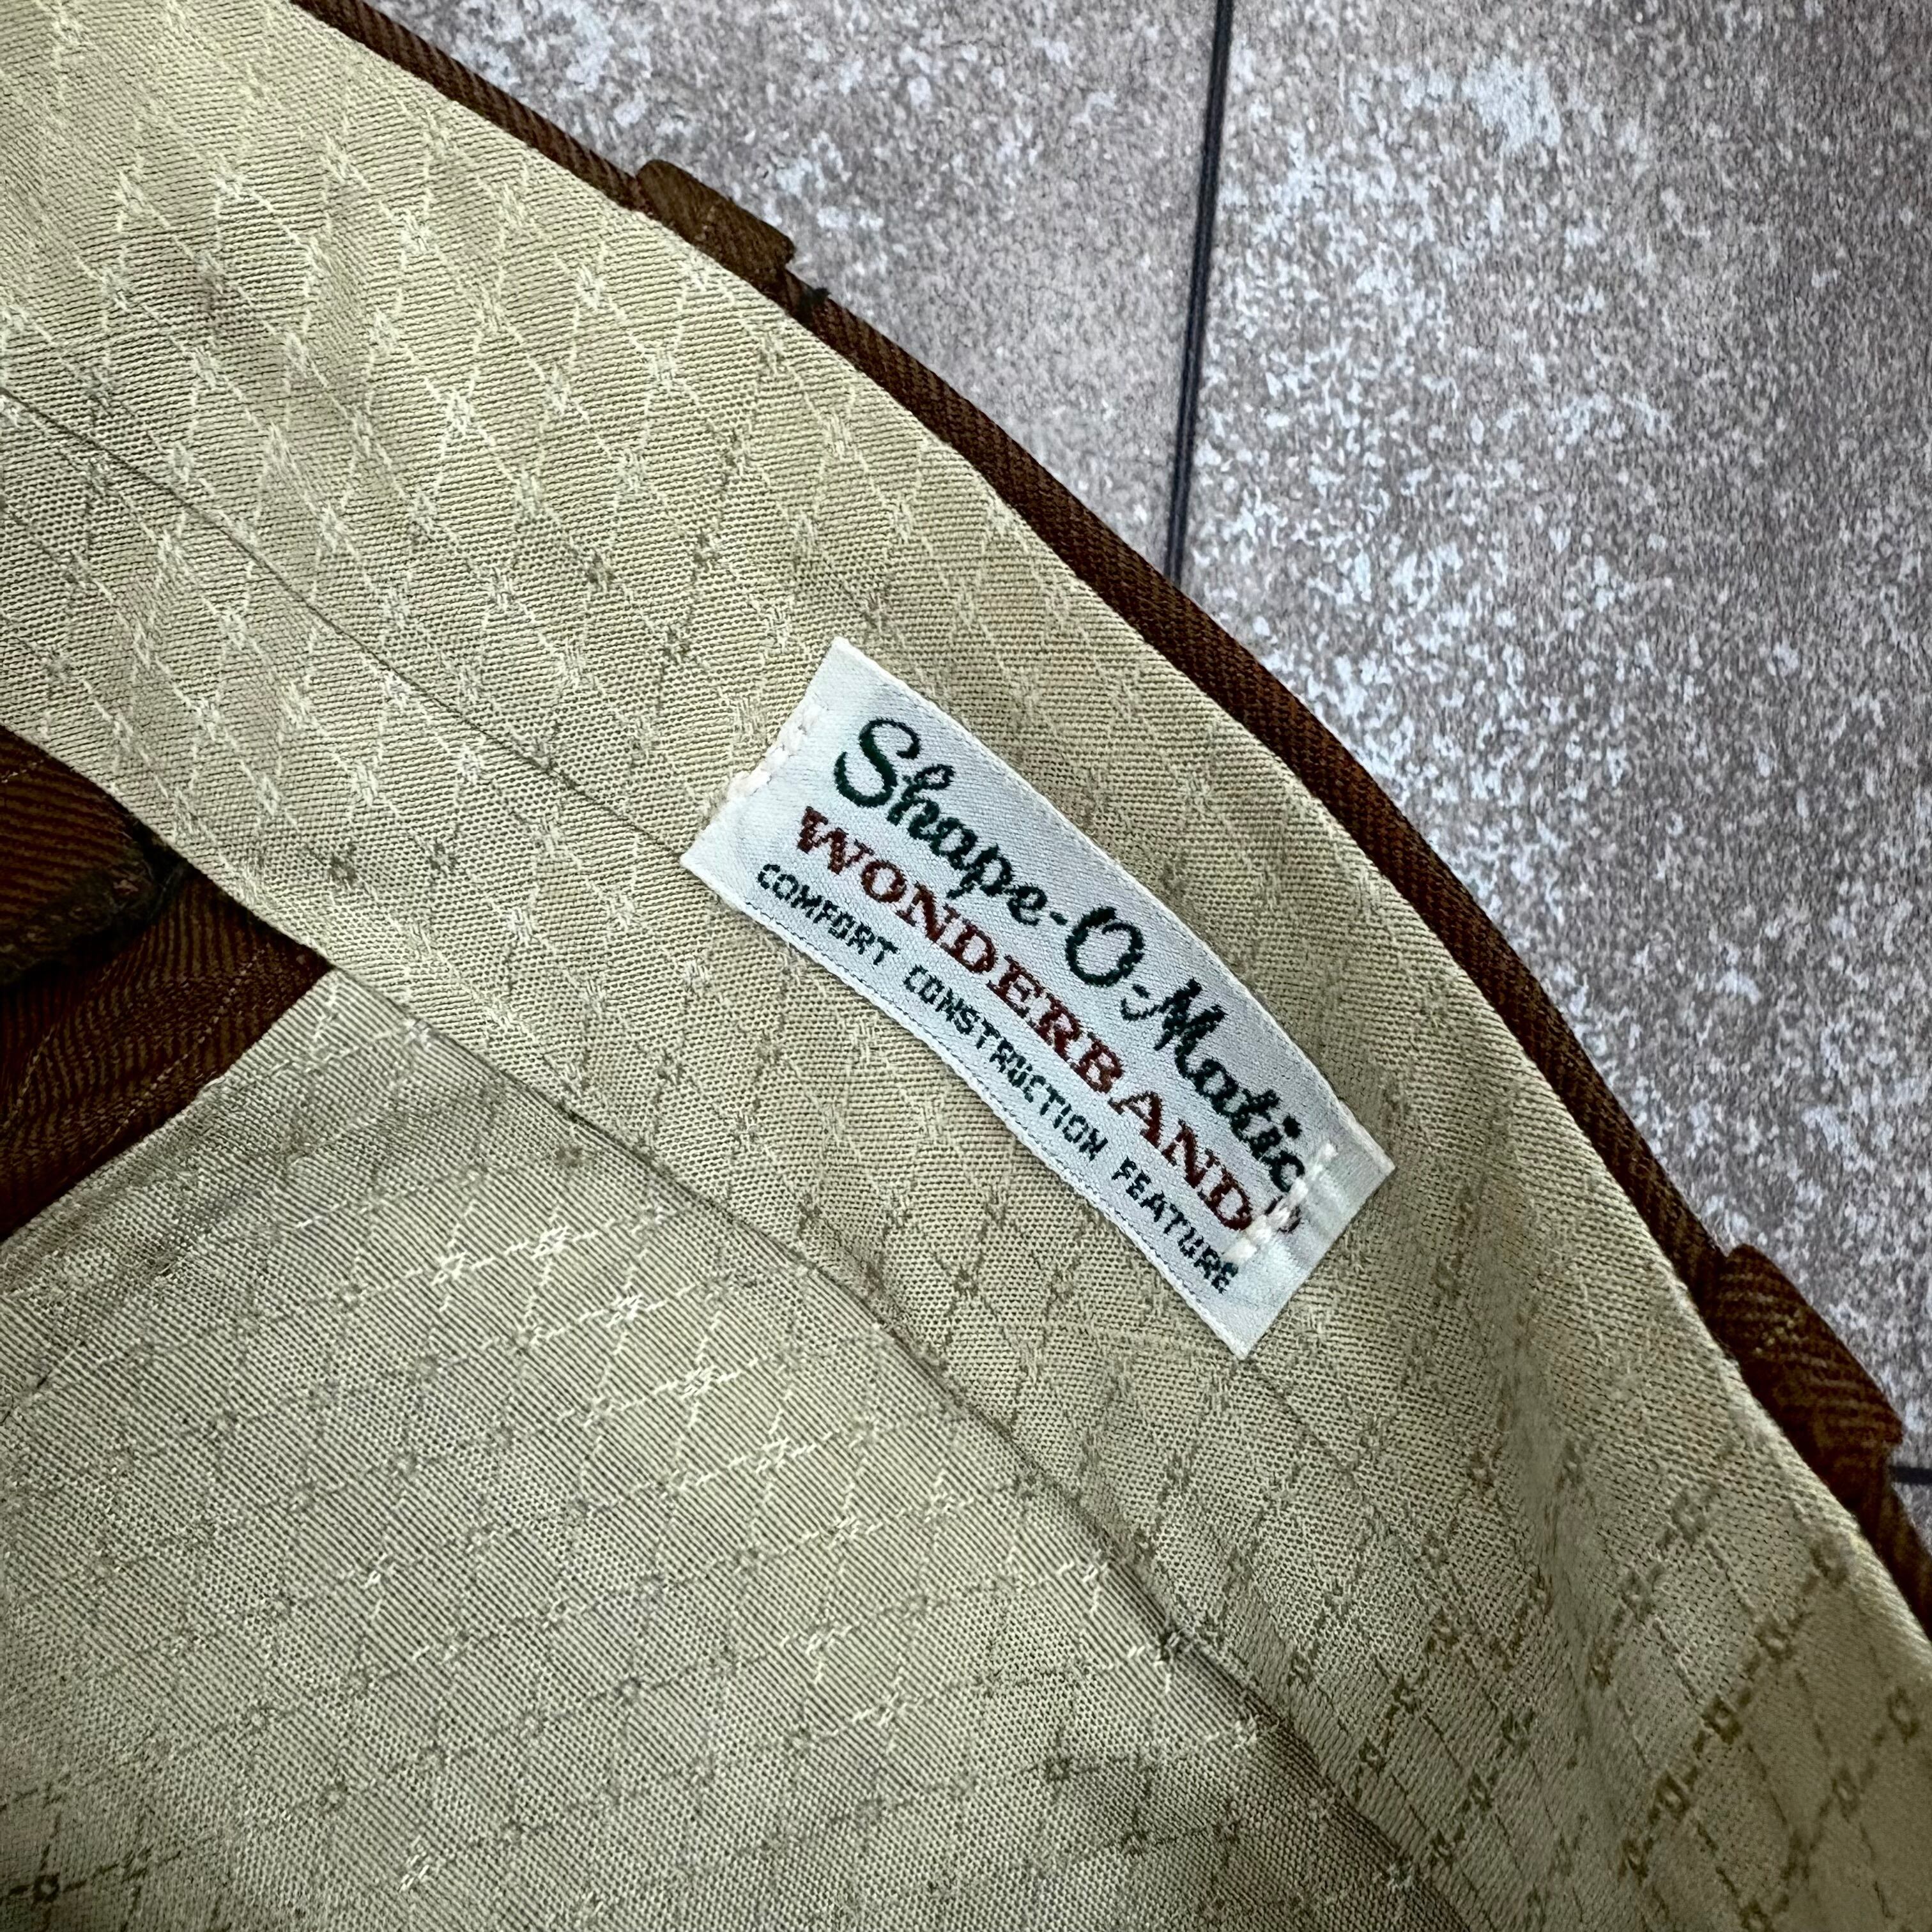 Shape-O-Matic
WONDERBAND
COMFORT CONSTRUCTION FEATURE